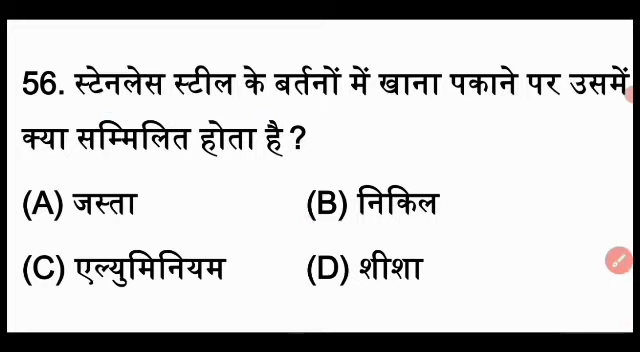 56. स्टेनलेस स्टील के बर्तनों में खाना पकाने पर उसमें
क्या सम्मिलित होता है ?
(A) जस्ता (B) निकिल
(C) एल्युमिनियम (D) शीशा